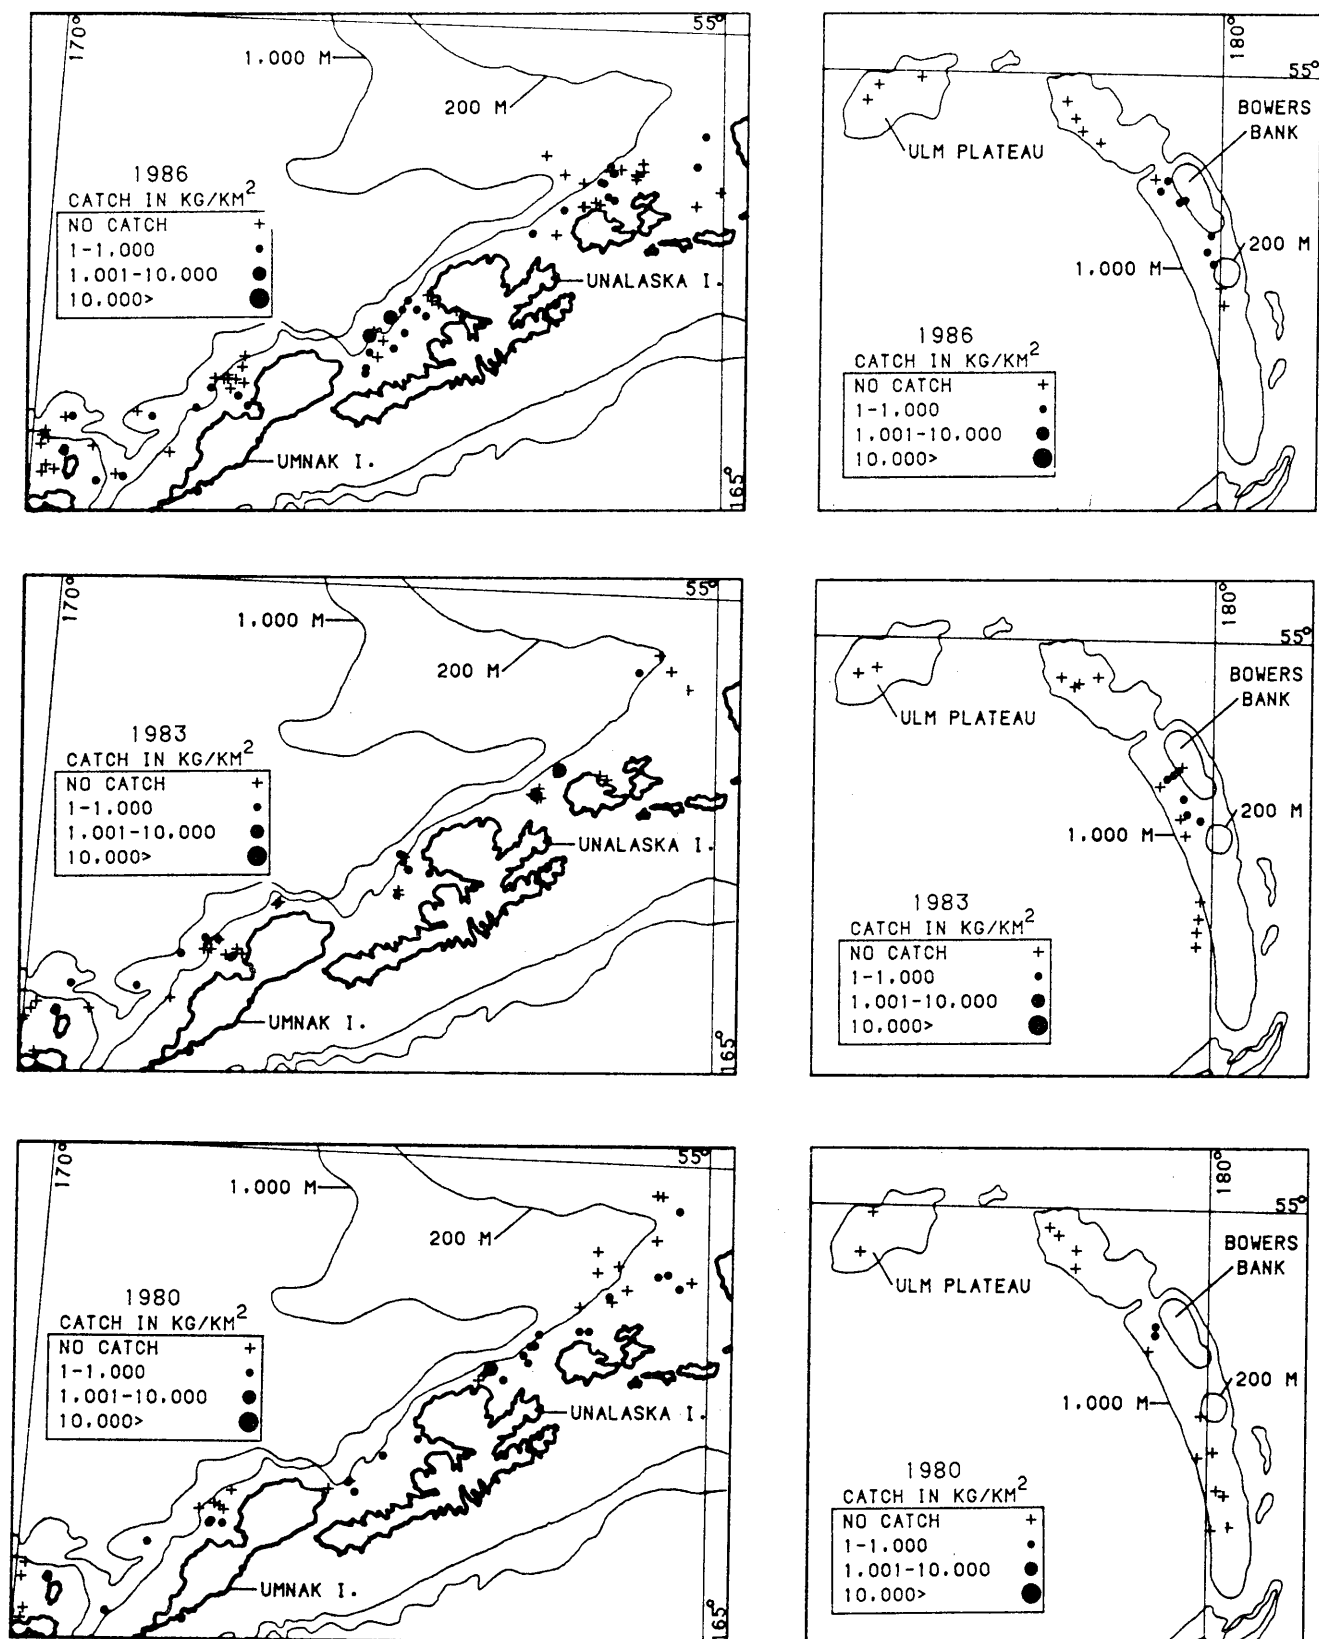 170°
55°
1.000 M
200 M
1986
CATCH IN KG/KM2
NO CATCH +
1-1.000
1.001-10.000
10.000>
UNALASKA I.
UMNAK I.
165°
180°
55°
BOWERS
BANK
ULM PLATEAU
200 M
1.000 M
1986
CATCH IN KG/KM2
NO CATCH +
1-1.000
1.001-10.000
10.000>
170°
55°
1.000 M
200 M
1983
CATCH IN KG/KM2
NO CATCH +
1-1.000
1.001-10.000
10.000>
UNALASKA I.
UMNAK I.
165°
180°
55°
BOWERS
BANK
ULM PLATEAU
200 M
1.000 M
1983
CATCH IN KG/KM2
NO CATCH +
1-1.000
1.001-10.000
10.000>
170°
55°
1.000 M
200 M
1980
CATCH IN KG/KM2
NO CATCH +
1-1.000
1.001-10.000
10.000>
UNALASKA I.
UMNAK I.
165°
180°
55°
BOWERS
BANK
ULM PLATEAU
200 M
1.000 M
1980
CATCH IN KG/KM2
NO CATCH +
1-1.000
1.001-10.000
10.000>